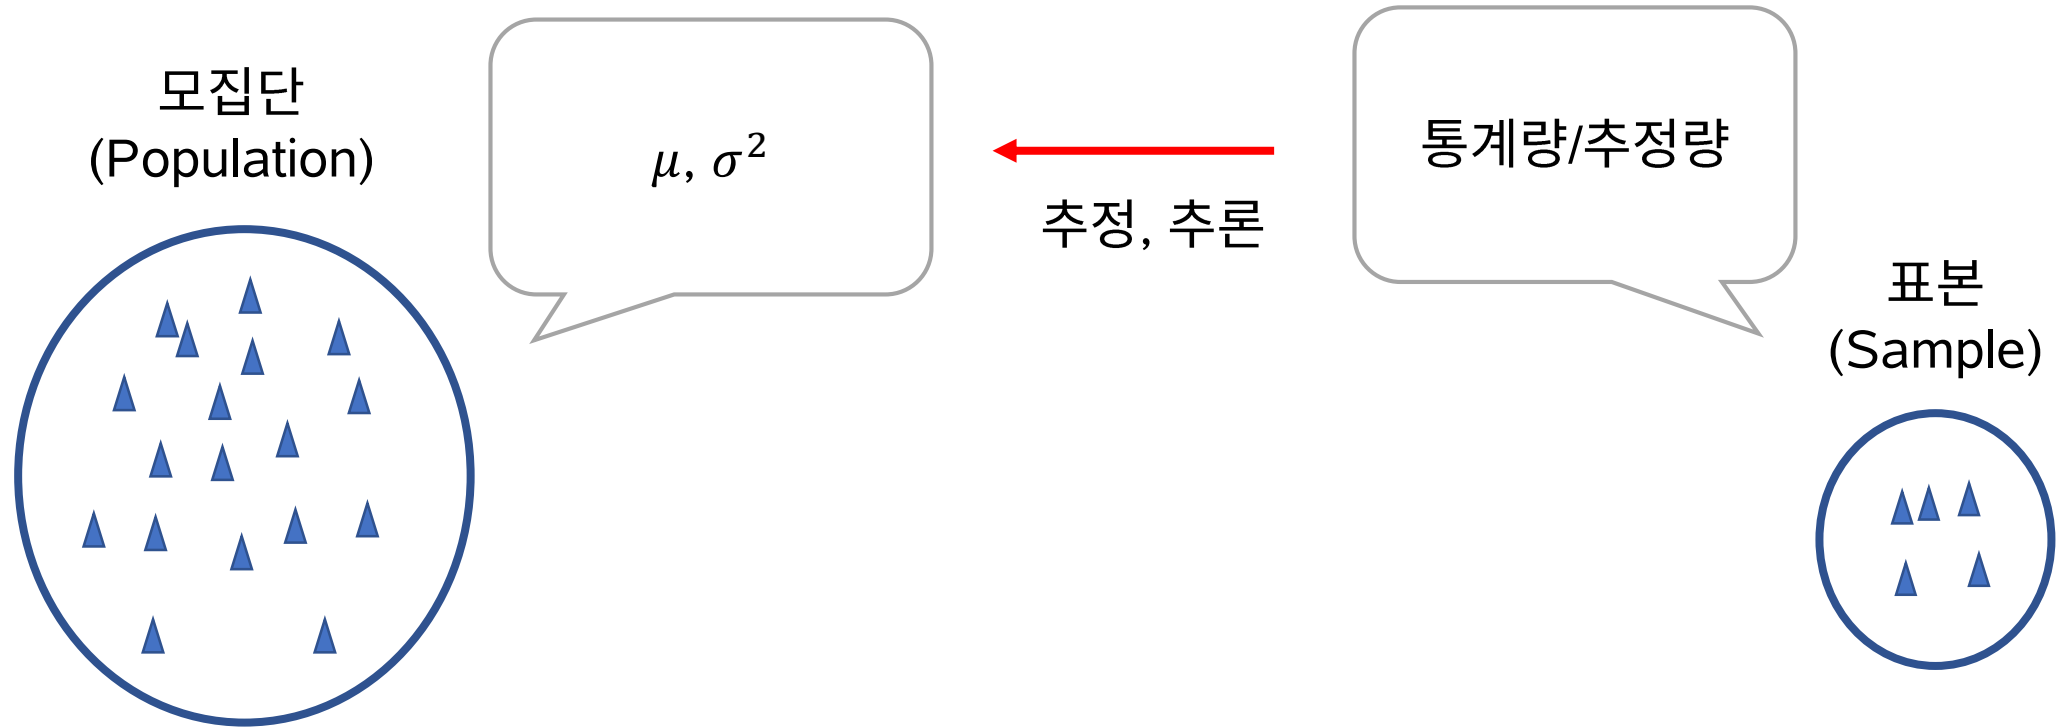 모집단
(Population)
μ, σ²
추정, 추론
통계량/추정량
표본
(Sample)